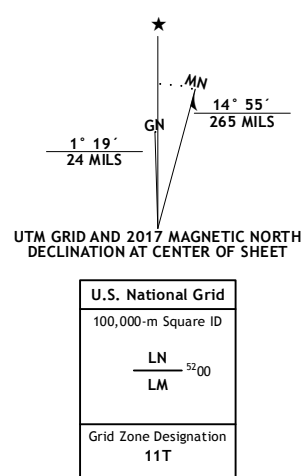 ★
MN
GN
1° 19´
24 MILS
14° 55´
265 MILS
UTM GRID AND 2017 MAGNETIC NORTH
DECLINATION AT CENTER OF SHEET
U.S. National Grid
100,000-m Square ID
LN
5200
LM
Grid Zone Designation
11T